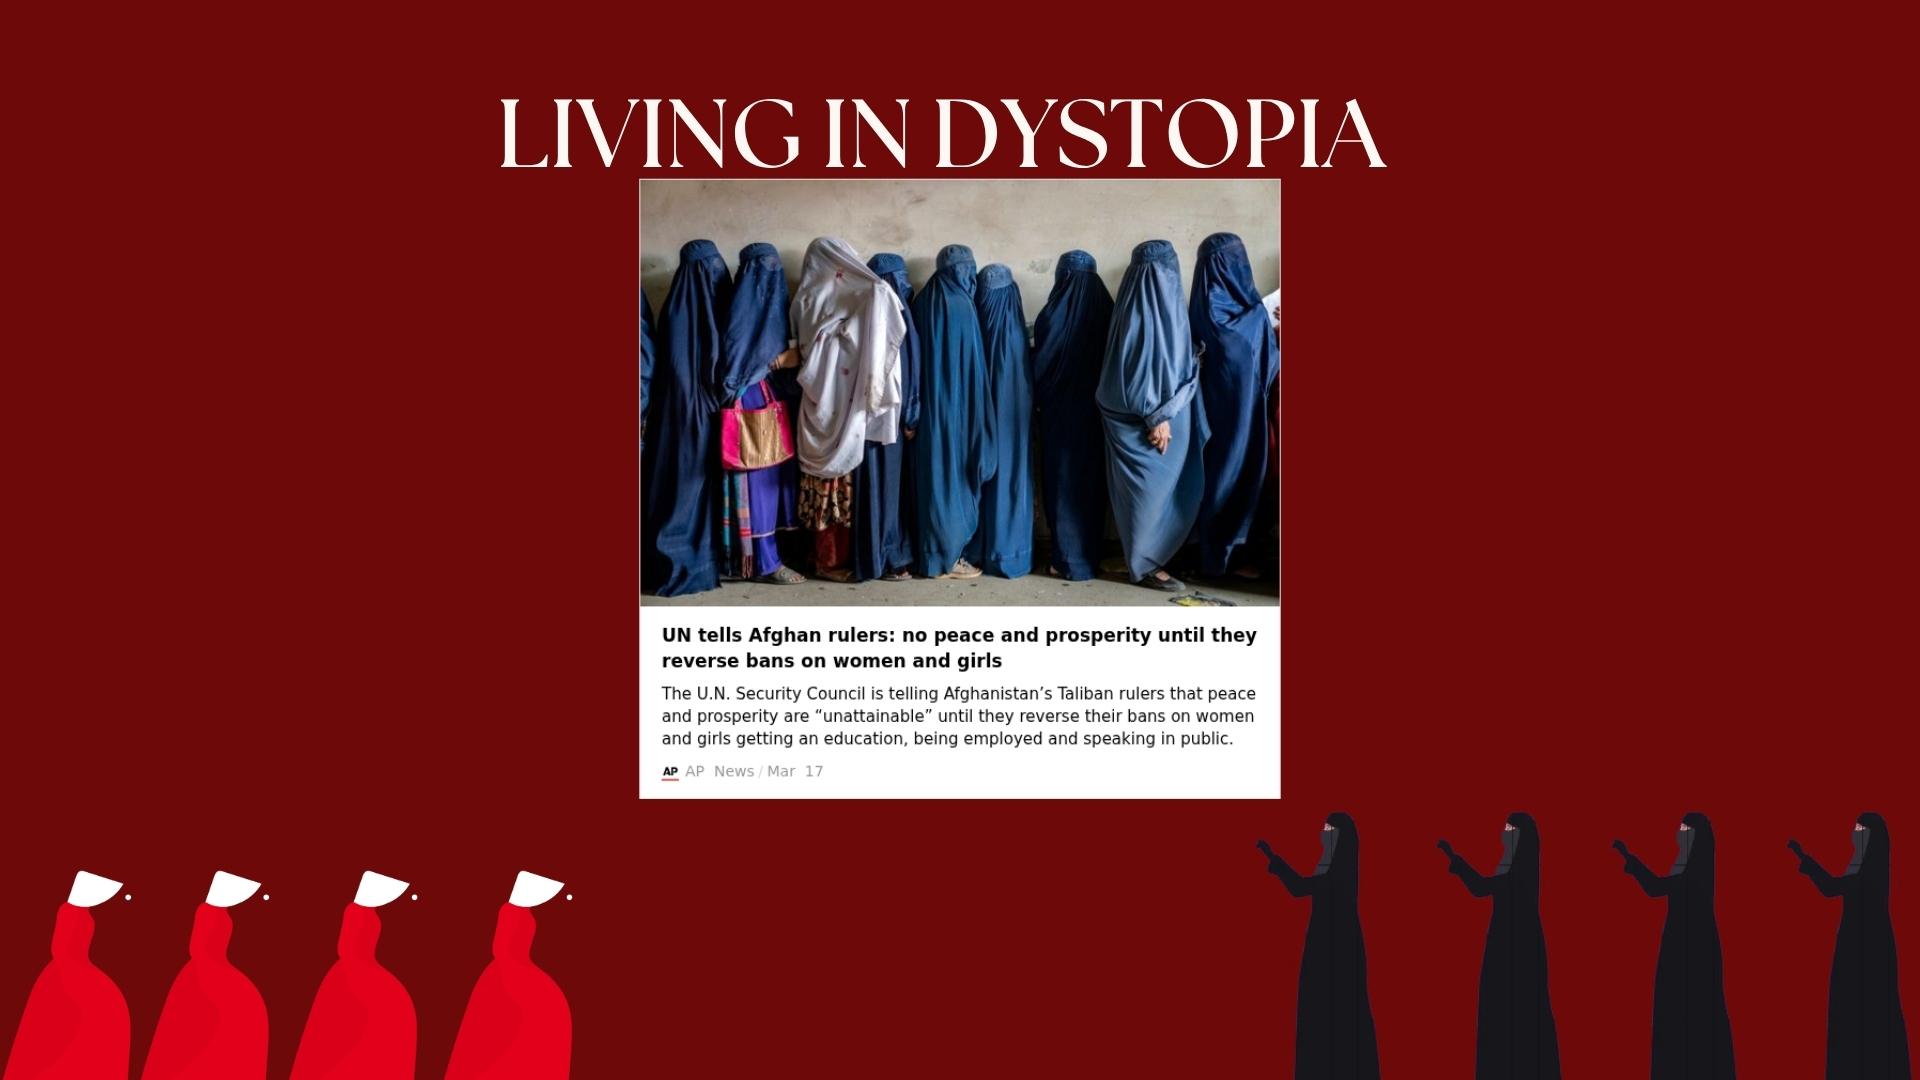 LIVING IN DYSTOPIA
UN tells Afghan rulers: no peace and prosperity until they
reverse bans on women and girls
The U.N. Security Council is telling Afghanistan’s Taliban rulers that peace
and prosperity are “unattainable” until they reverse their bans on women
and girls getting an education, being employed and speaking in public.
AP AP News / Mar 17